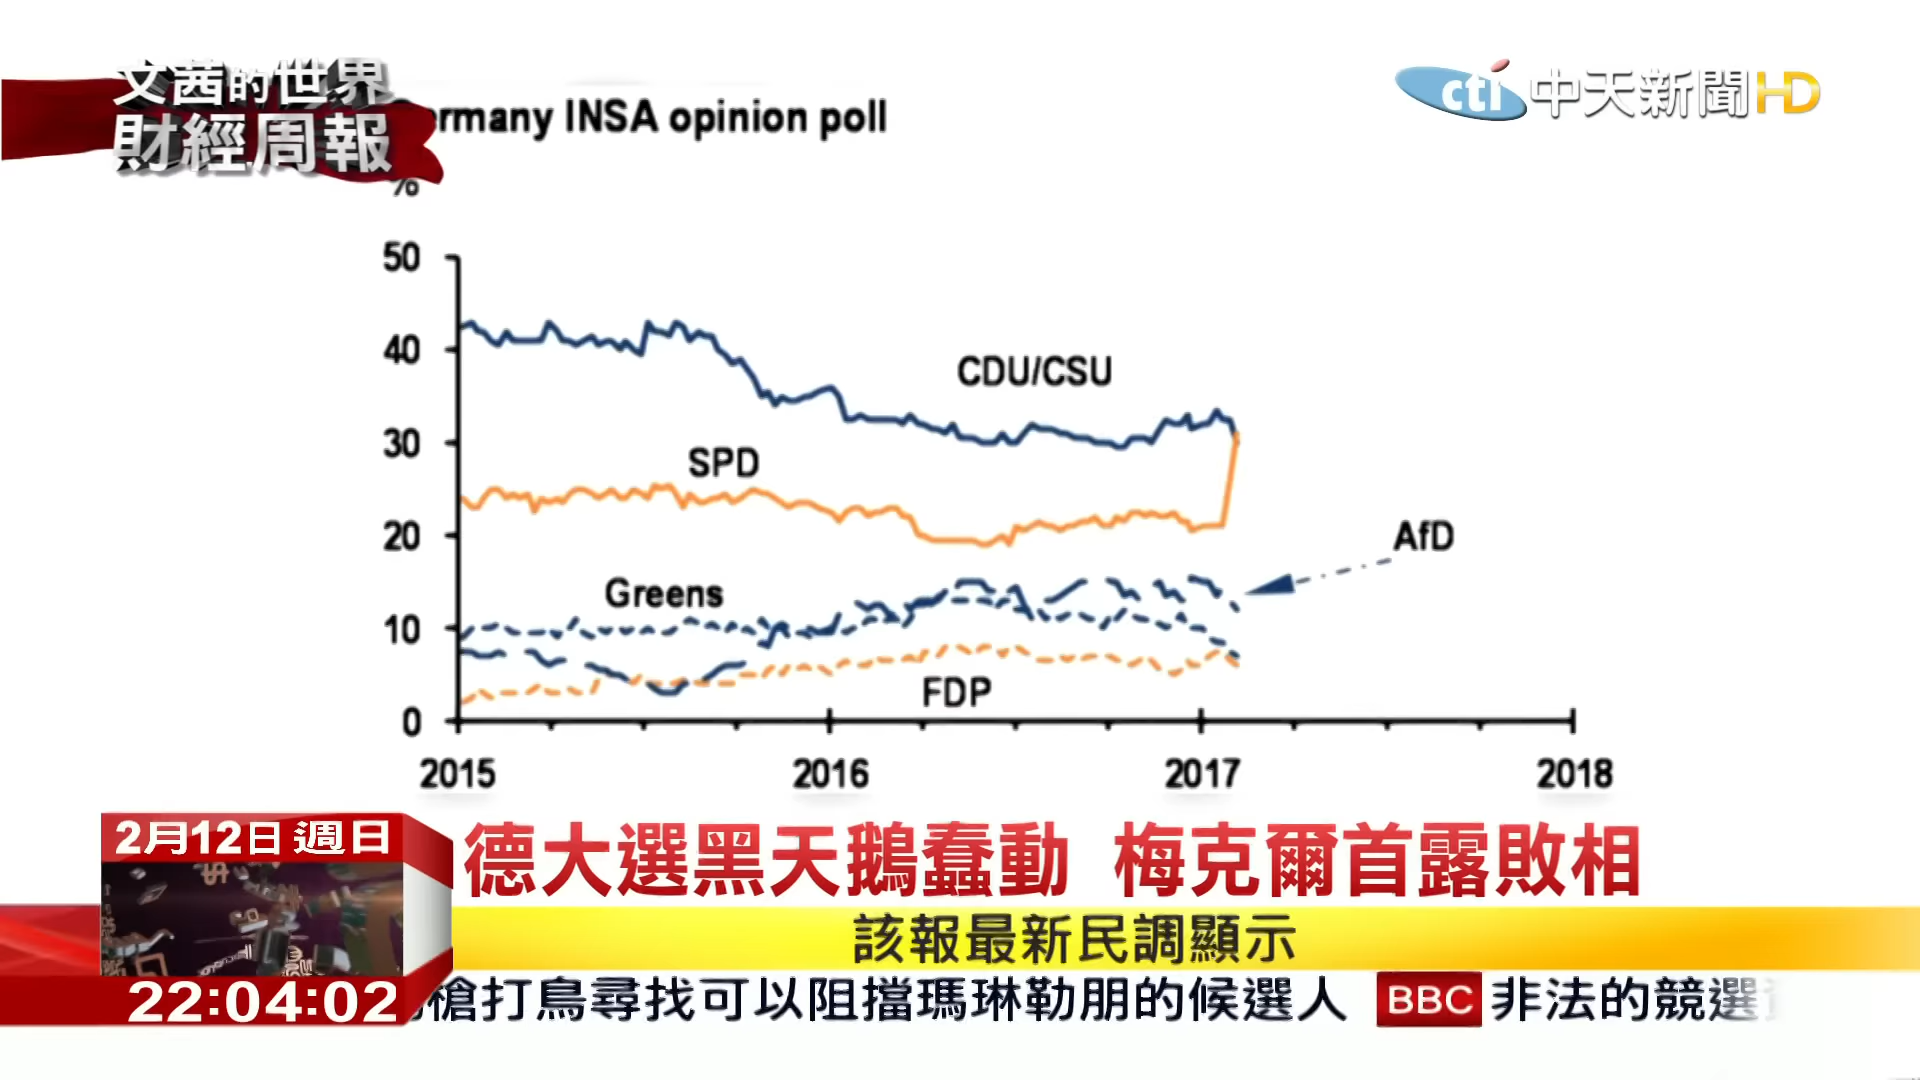 文茜的世界
財經周報
cti 中天新聞HD
ermany INSA opinion poll
%
50
40
30
20
10
0
CDU/CSU
SPD
AfD
Greens
FDP
2015 2016 2017 2018
2月12日 週日
德大選黑天鵝蠢動 梅克爾首露敗相
該報最新民調顯示
22:04:02
槍打鳥尋找可以阻擋瑪琳勒朋的候選人 BBC 非法的競選